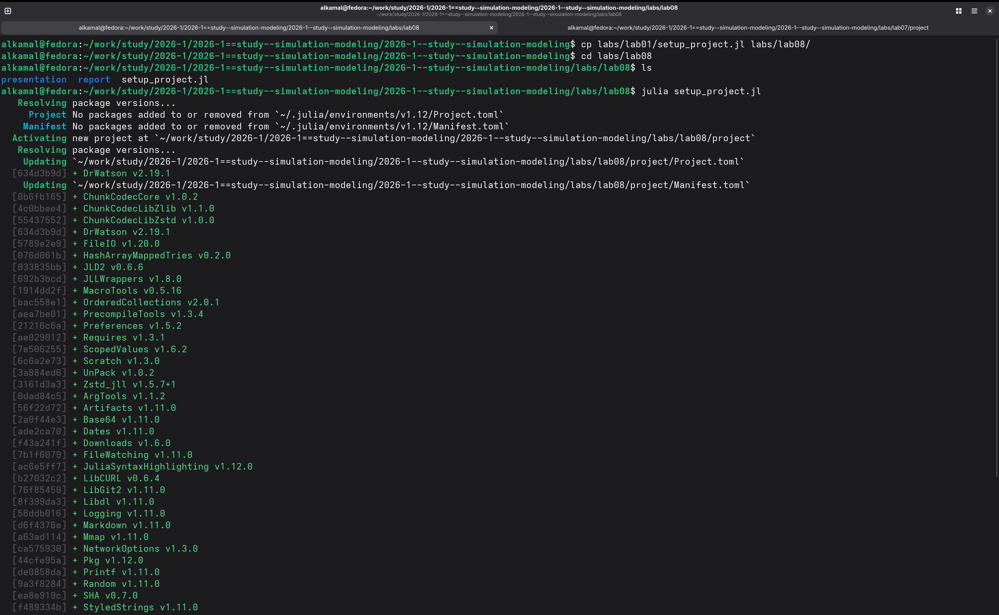 alkamal@fedora:~/work/study/2026-1/2026-1==study--simulation-modeling/2026-1--study--simulation-modeling/labs/lab08
~/work/study/2026-1/2026-1==study--simulation-modeling/2026-1--study--simulation-modeling/labs/lab08
alkamal@fedora:~/work/study/2026-1/2026-1==study--simulation-modeling/2026-1--study--simulation-modeling/labs/lab08
alkamal@fedora:~/work/study/2026-1/2026-1==study--simulation-modeling/2026-1--study--simulation-modeling/labs/lab07/project
alkamal@fedora:~/work/study/2026-1/2026-1==study--simulation-modeling/2026-1--study--simulation-modeling$ cp labs/lab01/setup_project.jl labs/lab08/
alkamal@fedora:~/work/study/2026-1/2026-1==study--simulation-modeling/2026-1--study--simulation-modeling$ cd labs/lab08
alkamal@fedora:~/work/study/2026-1/2026-1==study--simulation-modeling/2026-1--study--simulation-modeling/labs/lab08$ ls
presentation  report  setup_project.jl
alkamal@fedora:~/work/study/2026-1/2026-1==study--simulation-modeling/2026-1--study--simulation-modeling/labs/lab08$ julia setup_project.jl
   Resolving package versions...
     Project No packages added to or removed from `~/.julia/environments/v1.12/Project.toml`
    Manifest No packages added to or removed from `~/.julia/environments/v1.12/Manifest.toml`
  Activating new project at `~/work/study/2026-1/2026-1==study--simulation-modeling/2026-1--study--simulation-modeling/labs/lab08/project`
   Resolving package versions...
    Updating `~/work/study/2026-1/2026-1==study--simulation-modeling/2026-1--study--simulation-modeling/labs/lab08/project/Project.toml`
  [634d3b9d] + DrWatson v2.19.1
    Updating `~/work/study/2026-1/2026-1==study--simulation-modeling/2026-1--study--simulation-modeling/labs/lab08/project/Manifest.toml`
  [0b6fb165] + ChunkCodecCore v1.0.2
  [4c0bbee4] + ChunkCodecLibZlib v1.1.0
  [55437552] + ChunkCodecLibZstd v1.0.0
  [634d3b9d] + DrWatson v2.19.1
  [5789e2e9] + FileIO v1.20.0
  [076d061b] + HashArrayMappedTries v0.2.0
  [033835bb] + JLD2 v0.6.6
  [692b3bcd] + JLLWrappers v1.8.0
  [1914dd2f] + MacroTools v0.5.16
  [bac558e1] + OrderedCollections v2.0.1
  [aea7be01] + PrecompileTools v1.3.4
  [21216c6a] + Preferences v1.5.2
  [ae029012] + Requires v1.3.1
  [7e506255] + ScopedValues v1.6.2
  [6c6a2e73] + Scratch v1.3.0
  [3a884ed6] + UnPack v1.0.2
  [3161d3a3] + Zstd_jll v1.5.7+1
  [0dad84c5] + ArgTools v1.1.2
  [56f22d72] + Artifacts v1.11.0
  [2a0f44e3] + Base64 v1.11.0
  [ade2ca70] + Dates v1.11.0
  [f43a241f] + Downloads v1.6.0
  [7b1f6079] + FileWatching v1.11.0
  [ac6e5ff7] + JuliaSyntaxHighlighting v1.12.0
  [b27032c2] + LibCURL v0.6.4
  [76f85450] + LibGit2 v1.11.0
  [8f399da3] + Libdl v1.11.0
  [56ddb016] + Logging v1.11.0
  [d6f4376e] + Markdown v1.11.0
  [a63ad114] + Mmap v1.11.0
  [ca575930] + NetworkOptions v1.3.0
  [44cfe95a] + Pkg v1.12.0
  [de0858da] + Printf v1.11.0
  [9a3f8284] + Random v1.11.0
  [ea8e919c] + SHA v0.7.0
  [f489334b] + StyledStrings v1.11.0